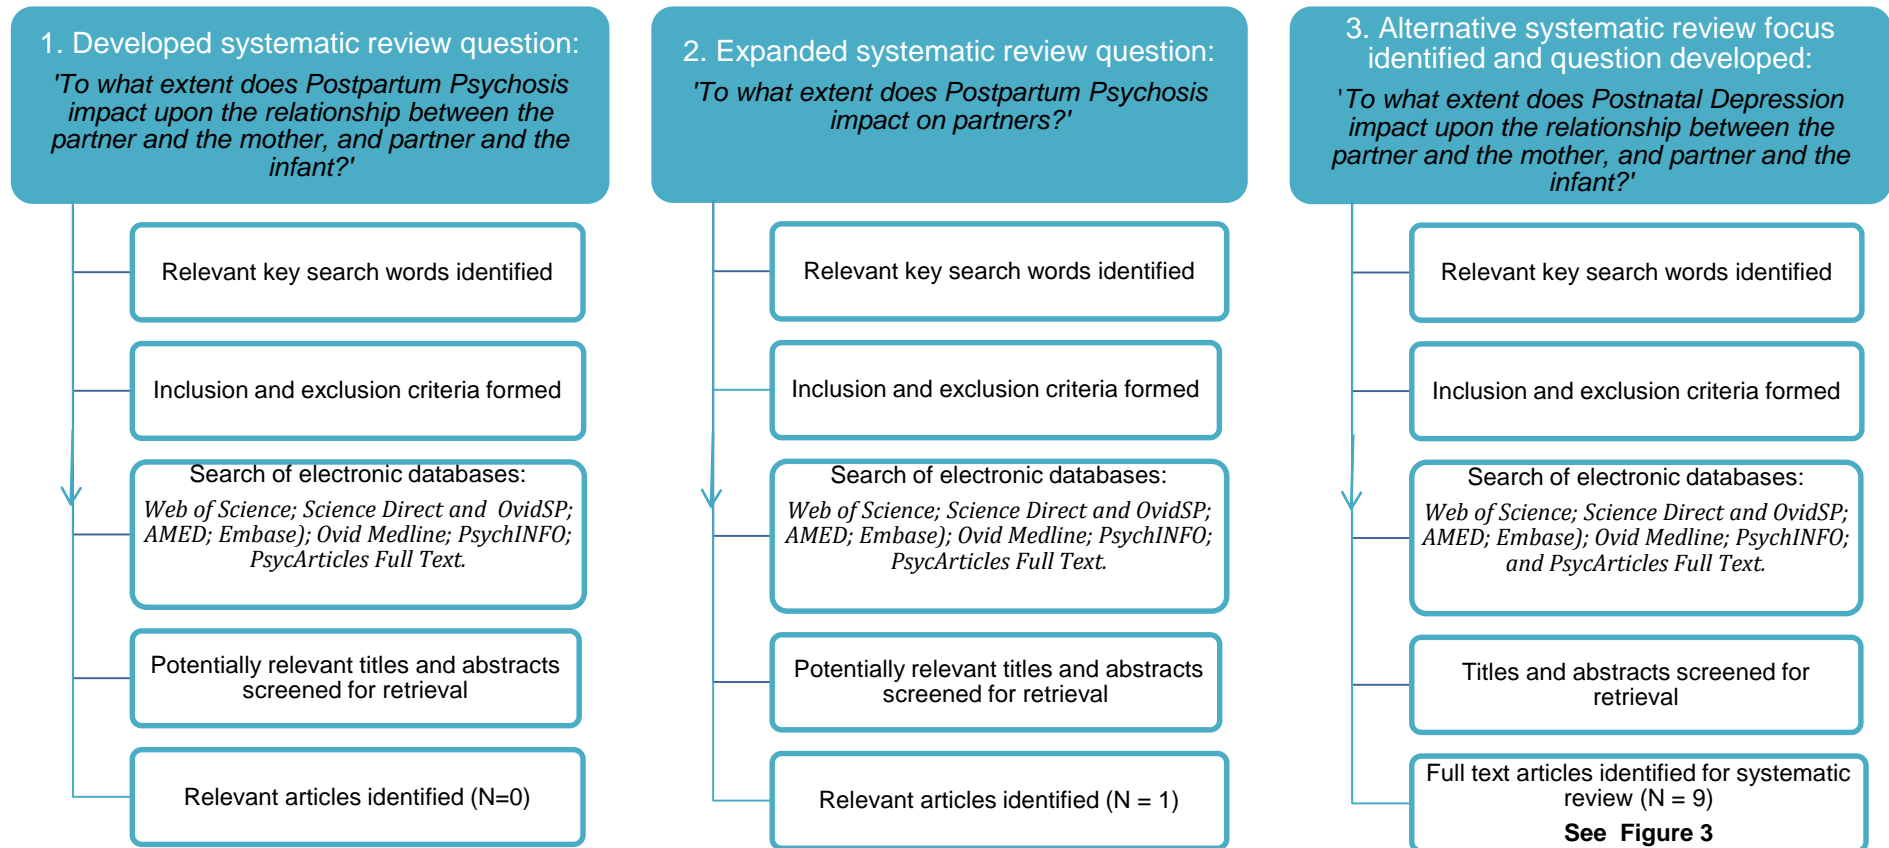 1. Developed systematic review question:
'To what extent does Postpartum Psychosis
impact upon the relationship between the
partner and the mother, and partner and the
infant?'
Relevant key search words identified
Inclusion and exclusion criteria formed
Search of electronic databases:
Web of Science; Science Direct and OvidSP;
AMED; Embase); Ovid Medline; PsychINFO;
PsycArticles Full Text.
Potentially relevant titles and abstracts
screened for retrieval
Relevant articles identified (N=0)
2. Expanded systematic review question:
'To what extent does Postpartum Psychosis
impact on partners?'
Relevant key search words identified
Inclusion and exclusion criteria formed
Search of electronic databases:
Web of Science; Science Direct and OvidSP;
AMED; Embase); Ovid Medline; PsychINFO;
PsycArticles Full Text.
Potentially relevant titles and abstracts
screened for retrieval
Relevant articles identified (N = 1)
3. Alternative systematic review focus
identified and question developed:
'To what extent does Postnatal Depression
impact upon the relationship between the
partner and the mother, and partner and the
infant?'
Relevant key search words identified
Inclusion and exclusion criteria formed
Search of electronic databases:
Web of Science; Science Direct and OvidSP;
AMED; Embase); Ovid Medline; PsychINFO;
and PsycArticles Full Text.
Titles and abstracts screened for
retrieval
Full text articles identified for systematic
review (N = 9)
See Figure 3